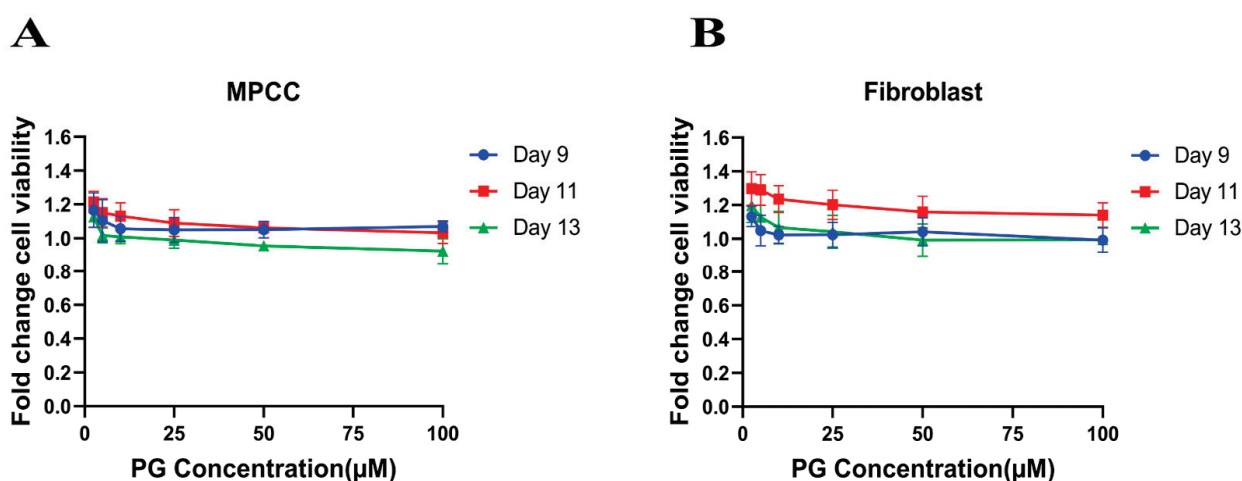 A
MPCC
Fold change cell viability
1.6
1.4
1.2
1.0
0.8
0.6
0.4
0.2
0.0
0
25
50
75
100
PG Concentration(µM)
Day 9
Day 11
Day 13
B
Fibroblast
Fold change cell viability
1.6
1.4
1.2
1.0
0.8
0.6
0.4
0.2
0.0
0
25
50
75
100
PG Concentration(µM)
Day 9
Day 11
Day 13